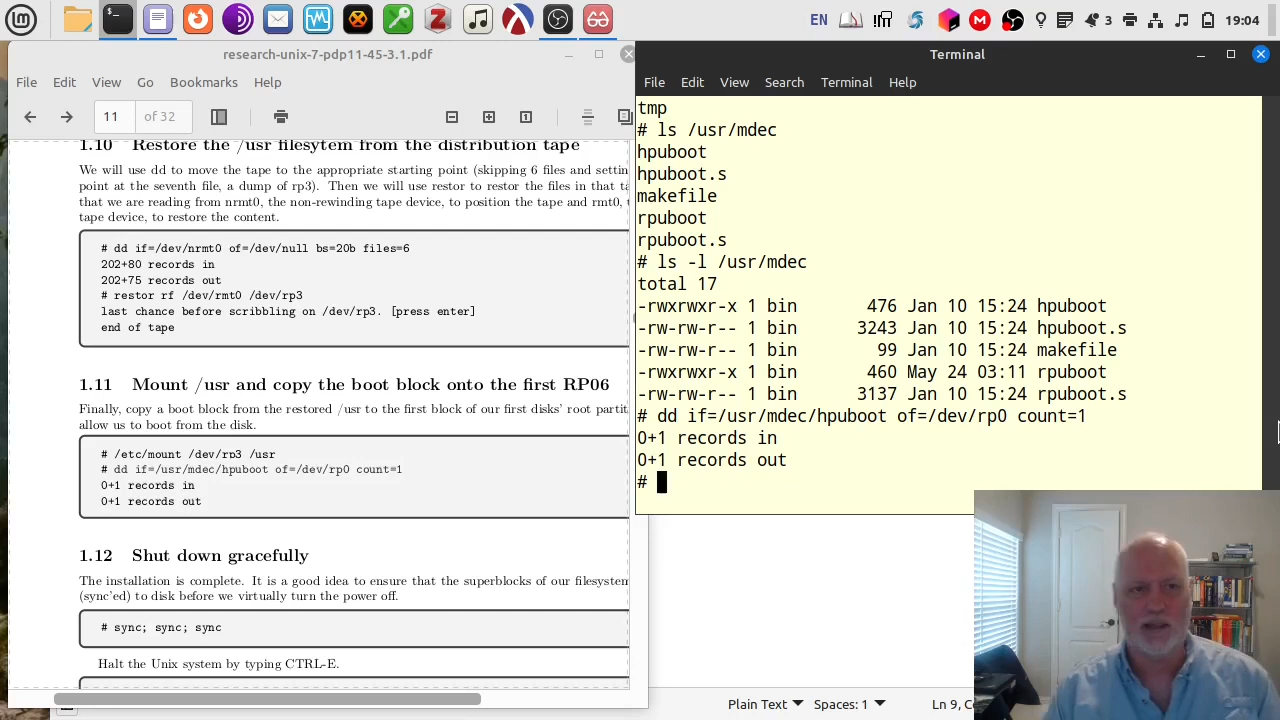 EN
3
19:04
research-unix-7-pdp11-45-3.1.pdf
File Edit View Go Bookmarks Help
11 of 32
1.10 Restore the /usr filesytem from the distribution tape
We will use dd to move the tape to the appropriate starting point (skipping 6 files and
point at the seventh file, a dump of rp3). Then we will use restor to restore the files in that
that we are reading from nrmt0, the non-rewinding tape device, to position the tape and rmt0,
tape device, to restore the content.
# dd if=/dev/nrmt0 of=/dev/null bs=20b files=6
202+80 records in
202+75 records out
# restor rf /dev/rmt0 /dev/rp3
last chance before scribbling on /dev/rp3. [press enter]
end of tape
1.11 Mount /usr and copy the boot block onto the first RP06
Finally, copy a boot block from the restored /usr to the first block of our first disks' root
allow us to boot from the disk.
# /etc/mount /dev/rp3 /usr
# dd if=/usr/mdec/hpuboot of=/dev/rp0 count=1
0+1 records in
0+1 records out
1.12 Shut down gracefully
The installation is complete. It is a good idea to ensure that the superblocks of our
(sync'ed) to disk before we virtually turn the power off.
# sync; sync; sync
Halt the Unix system by typing CTRL-E.
Terminal
File Edit View Search Terminal Help
tmp
# ls /usr/mdec
hpuboot
hpuboot.s
makefile
rpuboot
rpuboot.s
# ls -l /usr/mdec
total 17
-rwxrwxr-x 1 bin 476 Jan 10 15:24 hpuboot
-rw-rw-r-- 1 bin 3243 Jan 10 15:24 hpuboot.s
-rw-rw-r-- 1 bin 99 Jan 10 15:24 makefile
-rwxrwxr-x 1 bin 460 May 24 03:11 rpuboot
-rw-rw-r-- 1 bin 3137 Jan 10 15:24 rpuboot.s
# dd if=/usr/mdec/hpuboot of=/dev/rp0 count=1
0+1 records in
0+1 records out
#
Plain Text Spaces: 1 Ln 9,